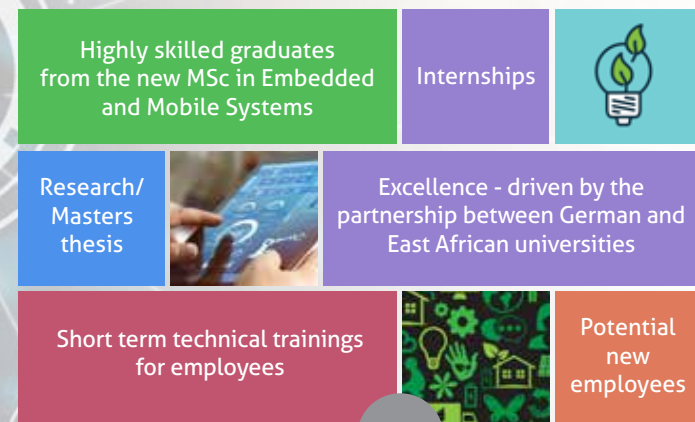 Highly skilled graduates
from the new MSc in Embedded
and Mobile Systems
Internships
Research/
Masters
thesis
Excellence - driven by the
partnership between German and
East African universities
Short term technical trainings
for employees
Potential
new
employees